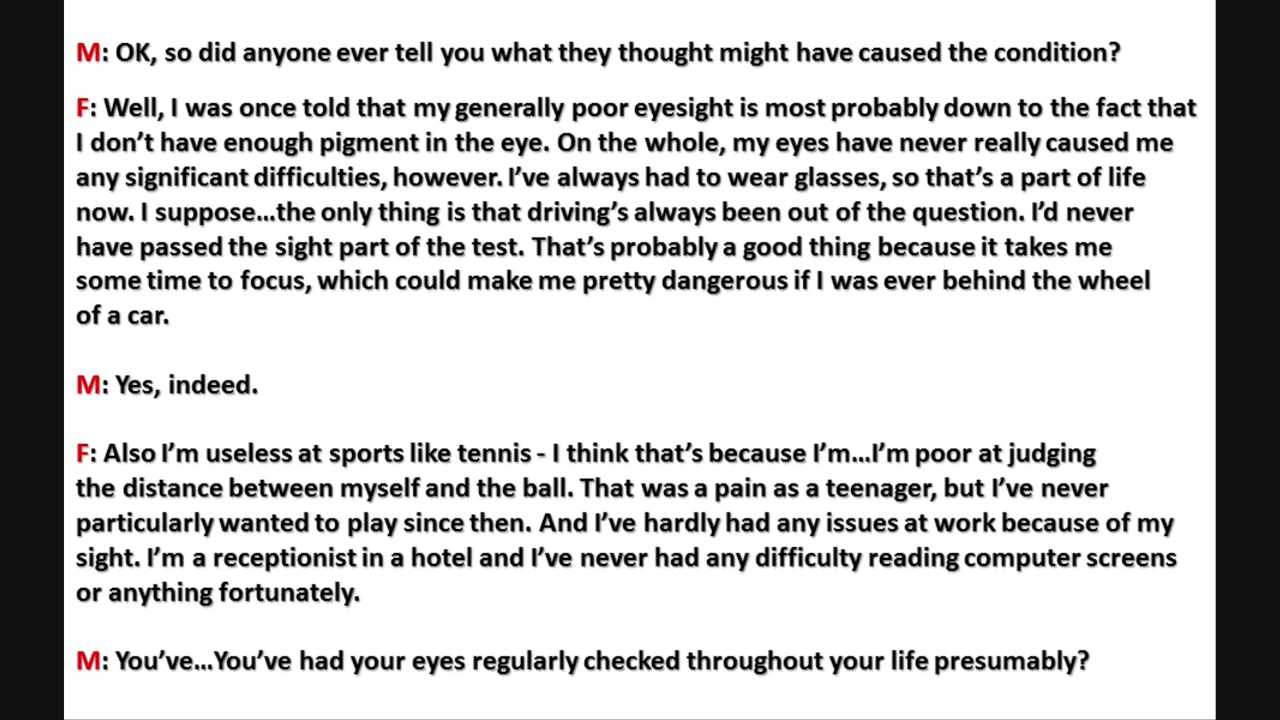 M: OK, so did anyone ever tell you what they thought might have caused the condition?
F: Well, I was once told that my generally poor eyesight is most probably down to the fact that
I don’t have enough pigment in the eye. On the whole, my eyes have never really caused me
any significant difficulties, however. I’ve always had to wear glasses, so that’s a part of life
now. I suppose…the only thing is that driving’s always been out of the question. I’d never
have passed the sight part of the test. That’s probably a good thing because it takes me
some time to focus, which could make me pretty dangerous if I was ever behind the wheel
of a car.
M: Yes, indeed.
F: Also I’m useless at sports like tennis - I think that’s because I’m…I’m poor at judging
the distance between myself and the ball. That was a pain as a teenager, but I’ve never
particularly wanted to play since then. And I’ve hardly had any issues at work because of my
sight. I’m a receptionist in a hotel and I’ve never had any difficulty reading computer screens
or anything fortunately.
M: You’ve…You’ve had your eyes regularly checked throughout your life presumably?